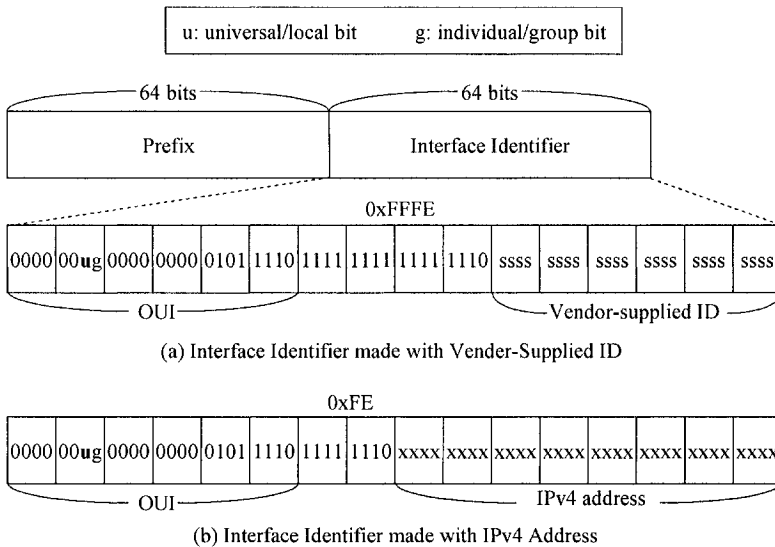 u: universal/local bit g: individual/group bit
64 bits 64 bits
Prefix Interface Identifier
0xFFFE
0000 00ug 0000 0000 0101 1110 1111 1111 1111 1110 ssss ssss ssss ssss ssss ssss
OUI Vendor-supplied ID
(a) Interface Identifier made with Vender-Supplied ID
0xFE
0000 00ug 0000 0000 0101 1110 1111 1110 xxxx xxxx xxxx xxxx xxxx xxxx xxxx xxxx
OUI IPv4 address
(b) Interface Identifier made with IPv4 Address